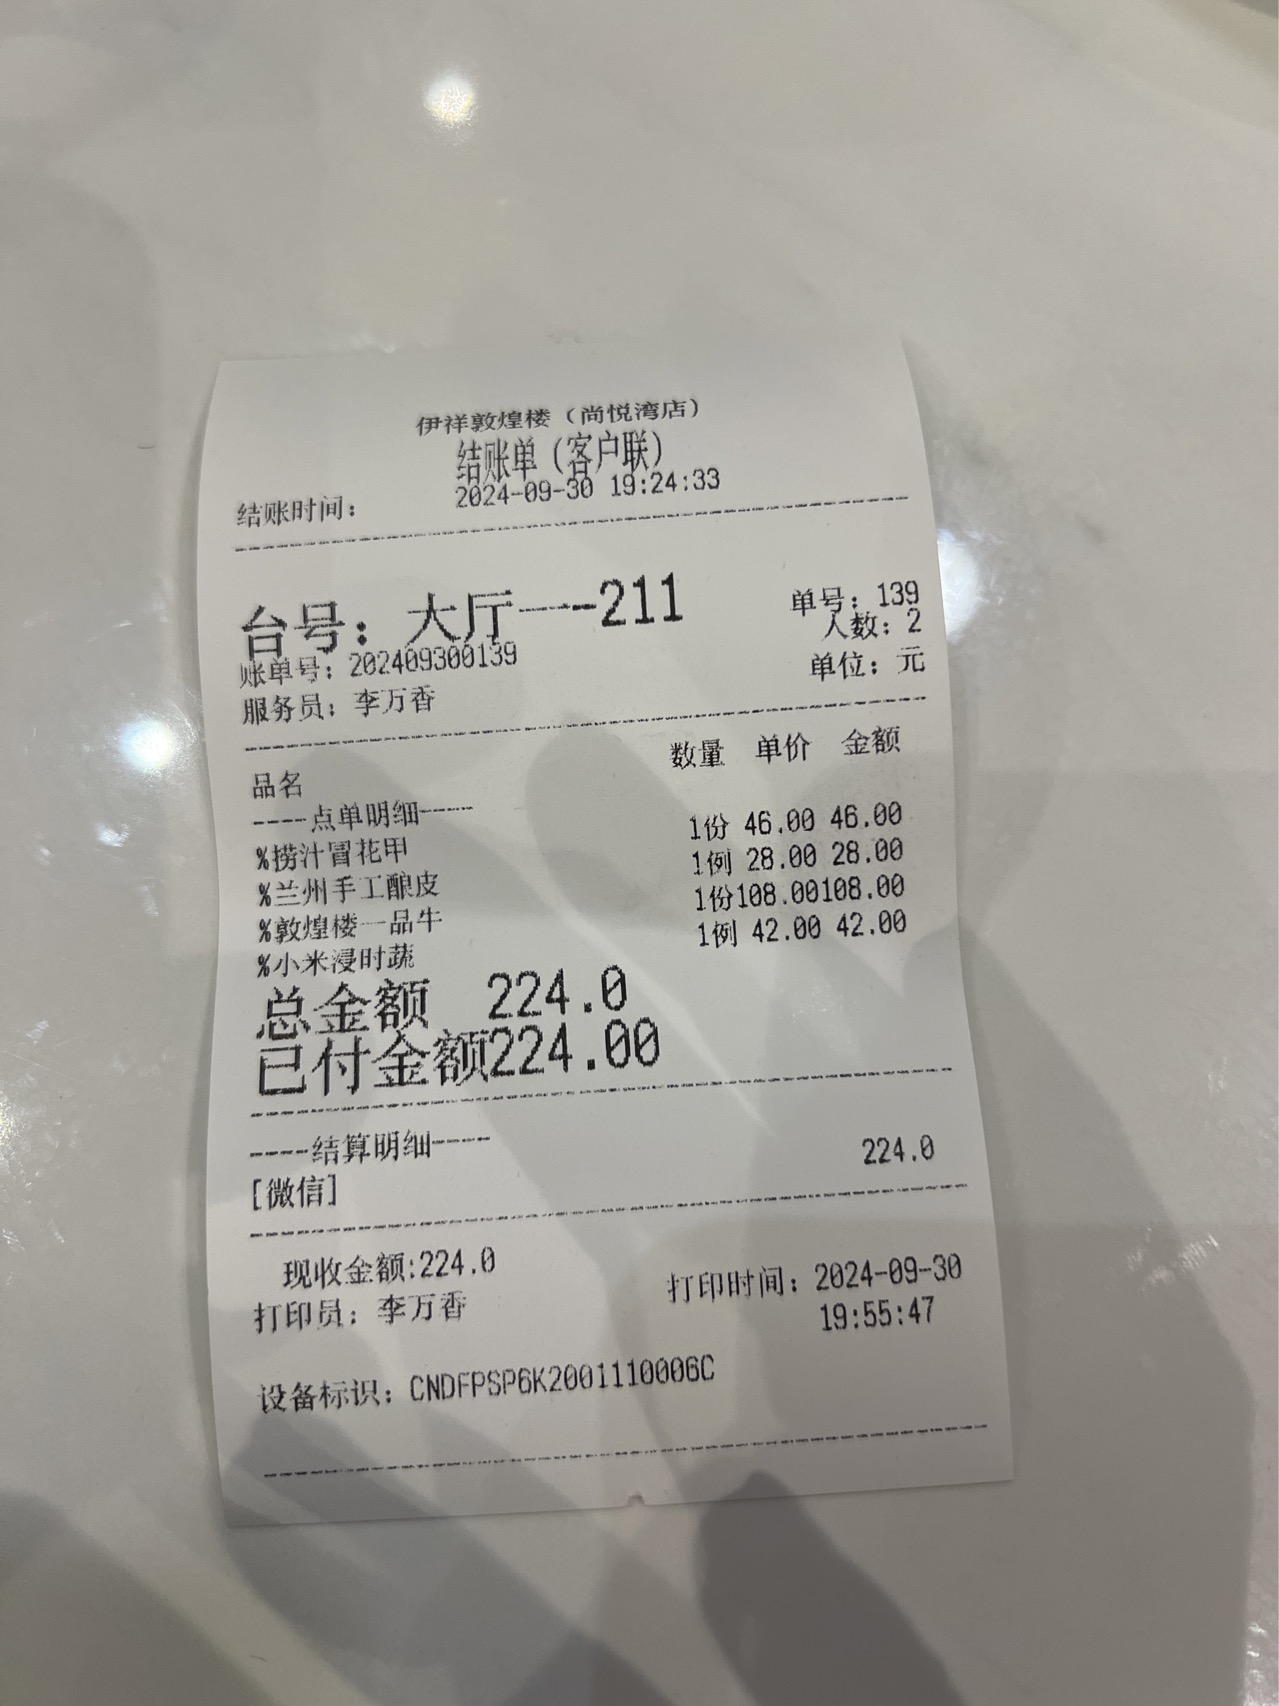 伊祥敦煌楼（尚悦湾店）
结账单（客户联）
结账时间： 2024-09-30 19:24:33
台号：大厅---211 单号：139
人数：2
账单号：202409300139 单位：元
服务员：李万香
品名 数量 单价 金额
----点单明细----
%捞汁冒花甲 1份 46.00 46.00
%兰州手工酿皮 1例 28.00 28.00
%敦煌楼一品牛 1份108.00108.00
%小米浸时蔬 1例 42.00 42.00
总金额 224.0
已付金额224.00
----结算明细----
[微信] 224.0
现收金额:224.0
打印员：李万香 打印时间：2024-09-30
19:55:47
设备标识：CNDFPSP6K2001110006C